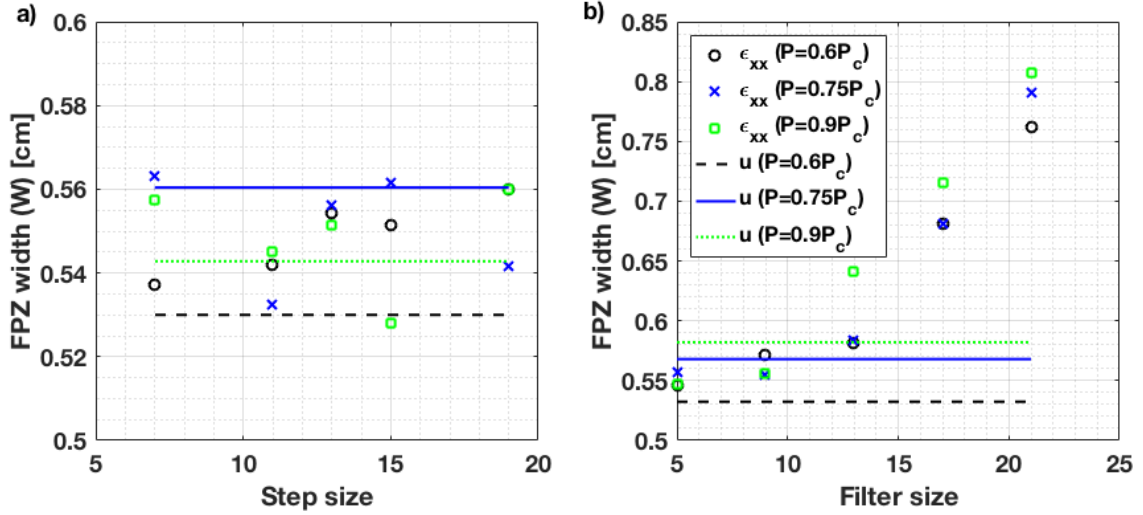 a)
0.6
0.58
0.56
0.54
0.52
0.5
FPZ width (W) [cm]
5
10
15
20
Step size
b)
0.85
0.8
0.75
0.7
0.65
0.6
0.55
0.5
FPZ width (W) [cm]
5
10
15
20
25
Filter size
ϵxx (P=0.6Pc)
ϵxx (P=0.75Pc)
ϵxx (P=0.9Pc)
u (P=0.6Pc)
u (P=0.75Pc)
u (P=0.9Pc)